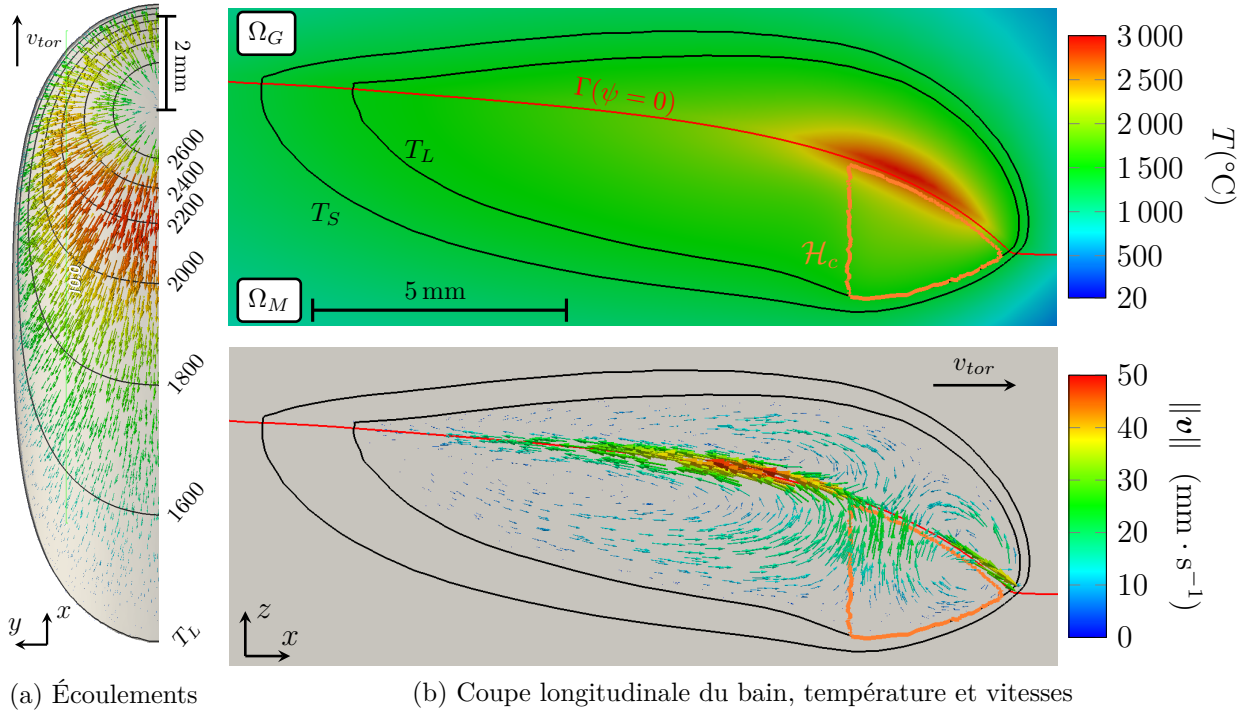 v_tor
2 mm
2600
2400
2200
2000
10.0
1800
1600
T_L
y
x
(a) Écoulements
Ω_G
Γ(ψ = 0)
T_L
T_S
ℋ_c
Ω_M
5 mm
3 000
2 500
2 000
1 500
1 000
500
20
T(°C)
v_tor
z
x
50
40
30
20
10
0
||v|| (mm · s⁻¹)
(b) Coupe longitudinale du bain, température et vitesses